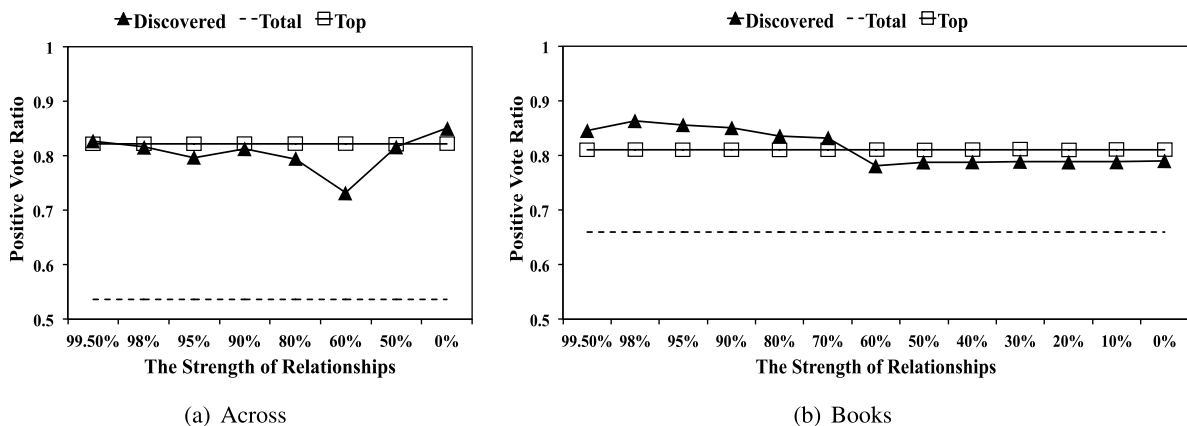 Discovered Total Top
Positive Vote Ratio
1
0.9
0.8
0.7
0.6
0.5
99.50% 98% 95% 90% 80% 60% 50% 0%
The Strength of Relationships
(a) Across
Discovered Total Top
Positive Vote Ratio
1
0.9
0.8
0.7
0.6
0.5
99.50% 98% 95% 90% 80% 70% 60% 50% 40% 30% 20% 10% 0%
The Strength of Relationships
(b) Books